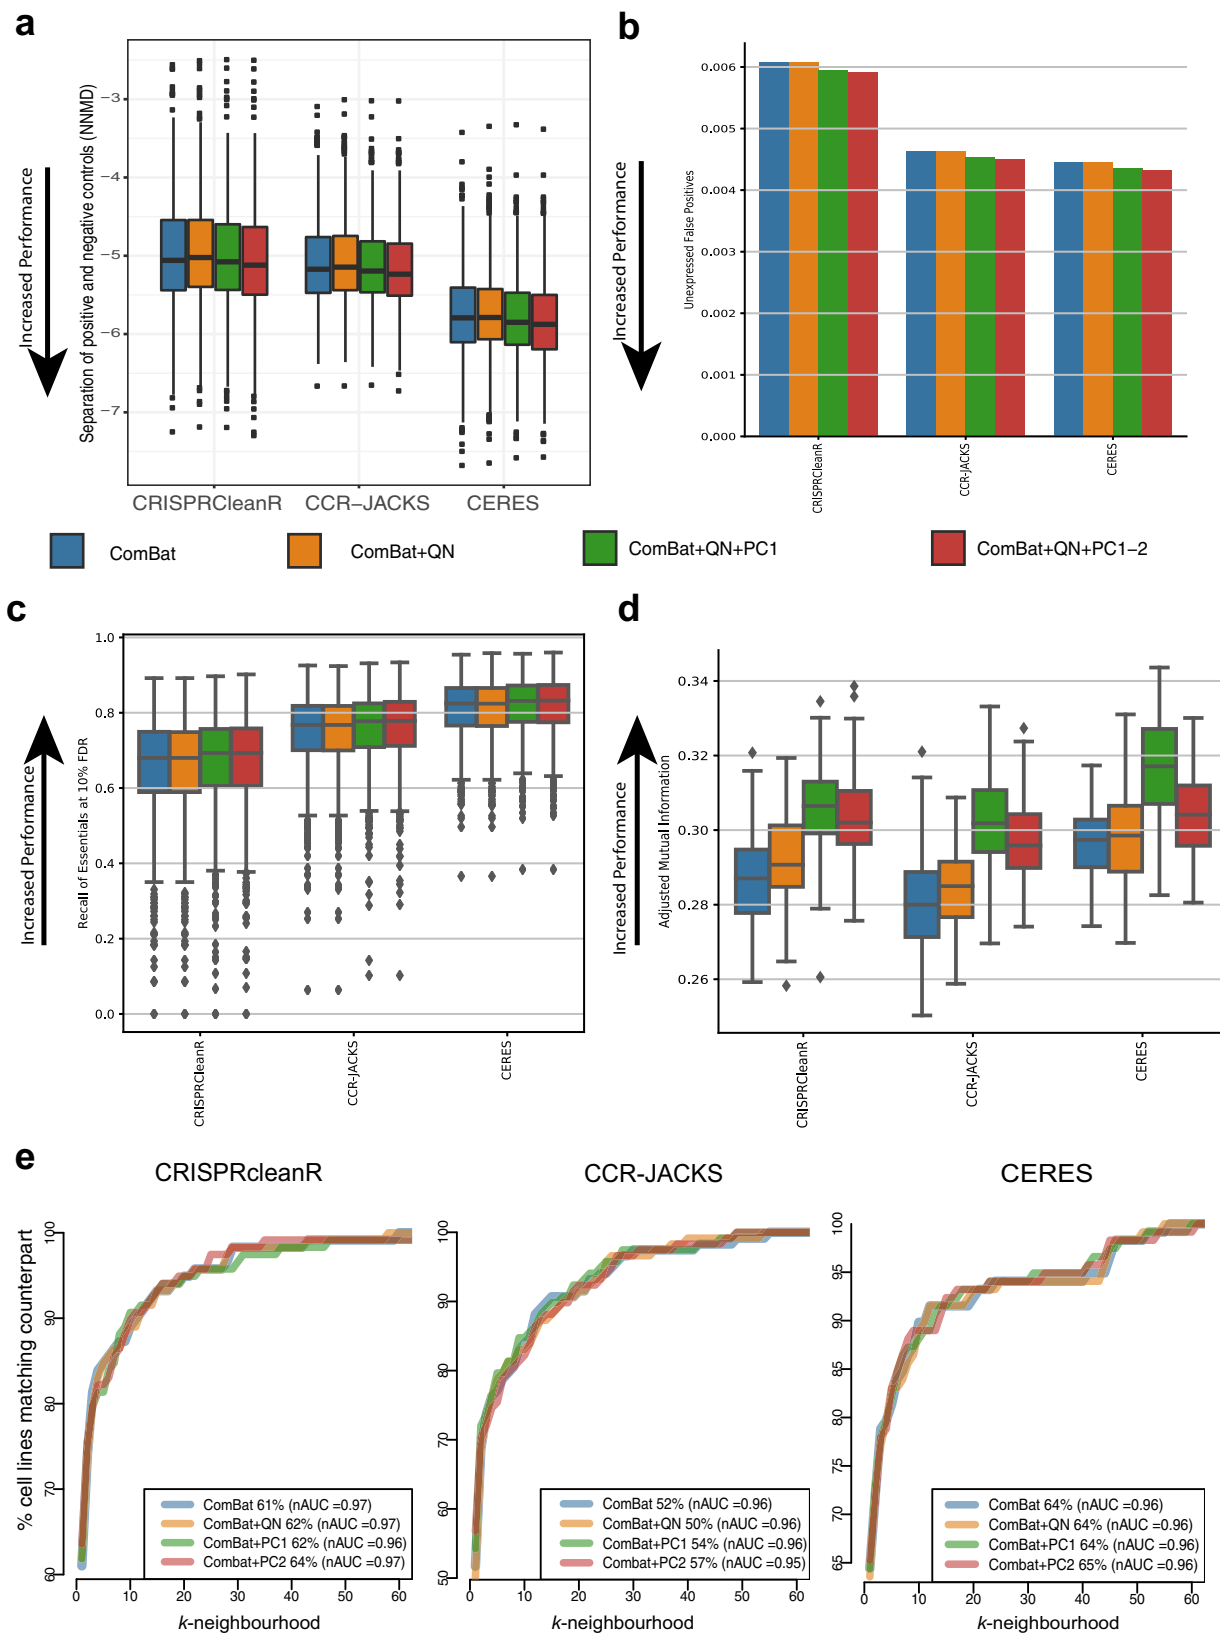 a
Increased Performance
Separation of positive and negative controls (NNMD)
−3
−4
−5
−6
−7
CRISPRCleanR
CCR−JACKS
CERES
b
Increased Performance
Unexpressed False Positives
0.006
0.005
0.004
0.003
0.002
0.001
0.000
CRISPRCleanR
CCR-JACKS
CERES
ComBat
ComBat+QN
ComBat+QN+PC1
ComBat+QN+PC1−2
c
Increased Performance
Recall of Essentials at 10% FDR
1.0
0.8
0.6
0.4
0.2
0.0
CRISPRCleanR
CCR-JACKS
CERES
d
Increased Performance
Adjusted Mutual Information
0.34
0.32
0.30
0.28
0.26
CRISPRCleanR
CCR-JACKS
CERES
e
CRISPRcleanR
% cell lines matching counterpart
100
90
80
70
60
ComBat 61% (nAUC =0.97)
ComBat+QN 62% (nAUC =0.97)
ComBat+PC1 62% (nAUC =0.96)
Combat+PC2 64% (nAUC =0.97)
0 10 20 30 40 50 60
k-neighbourhood
CCR-JACKS
100
90
80
70
60
50
ComBat 52% (nAUC =0.96)
ComBat+QN 50% (nAUC =0.96)
ComBat+PC1 54% (nAUC =0.96)
Combat+PC2 57% (nAUC =0.95)
0 10 20 30 40 50 60
k-neighbourhood
CERES
100
95
90
85
80
75
70
65
ComBat 64% (nAUC =0.96)
ComBat+QN 64% (nAUC =0.96)
ComBat+PC1 64% (nAUC =0.96)
Combat+PC2 65% (nAUC =0.96)
0 10 20 30 40 50 60
k-neighbourhood